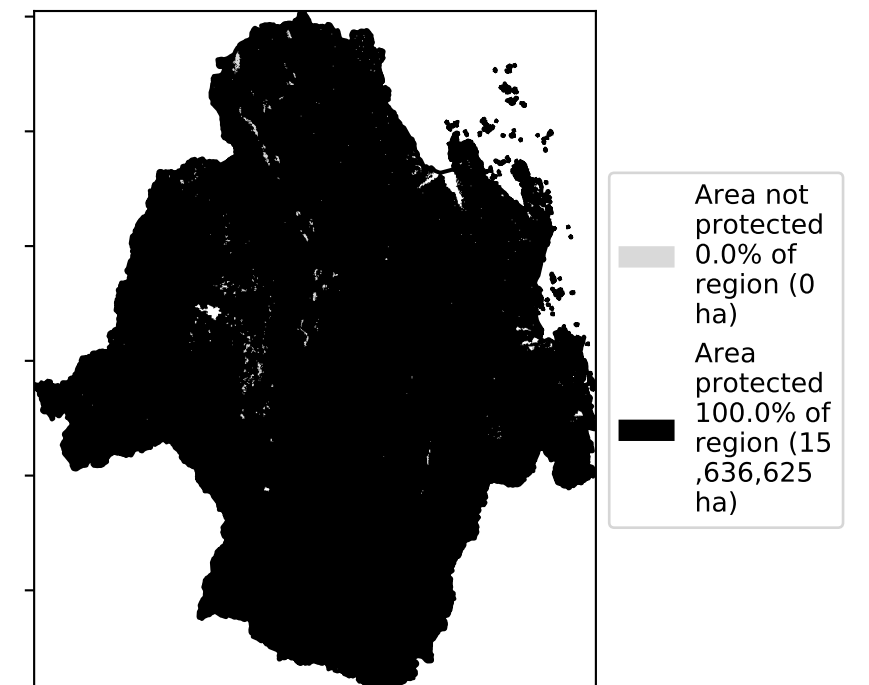 Area not
protected
0.0% of
region (0
ha)
Area
protected
100.0% of
region (15
,636,625
ha)